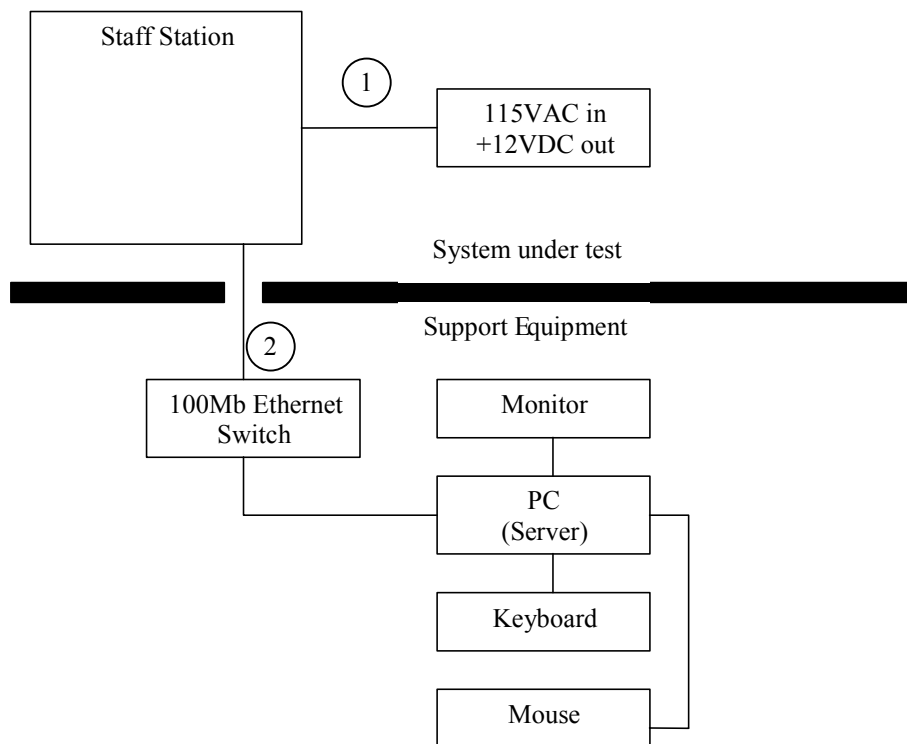 Staff Station
1
115VAC in
+12VDC out
System under test
Support Equipment
2
100Mb Ethernet
Switch
Monitor
PC
(Server)
Keyboard
Mouse